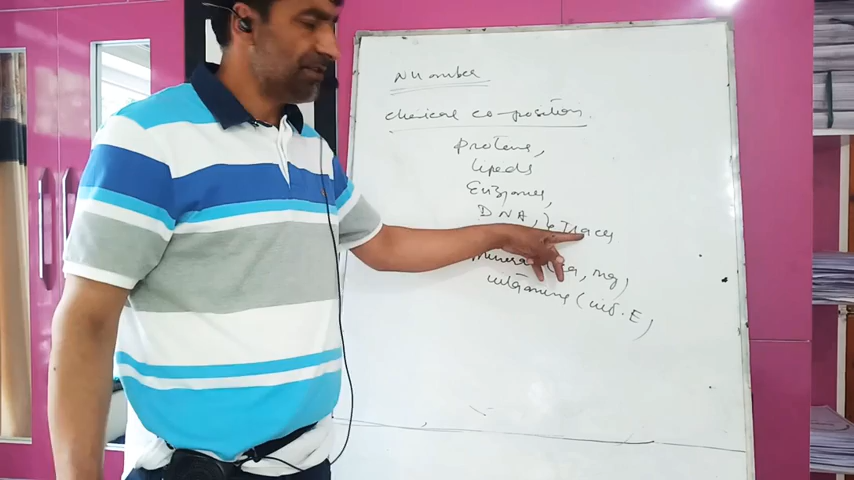 Number
chemical composition
proteins,
lipids
Enzymes,
DNA, } Traces
minerals (Ca, mg)
vitamins (vit. E,